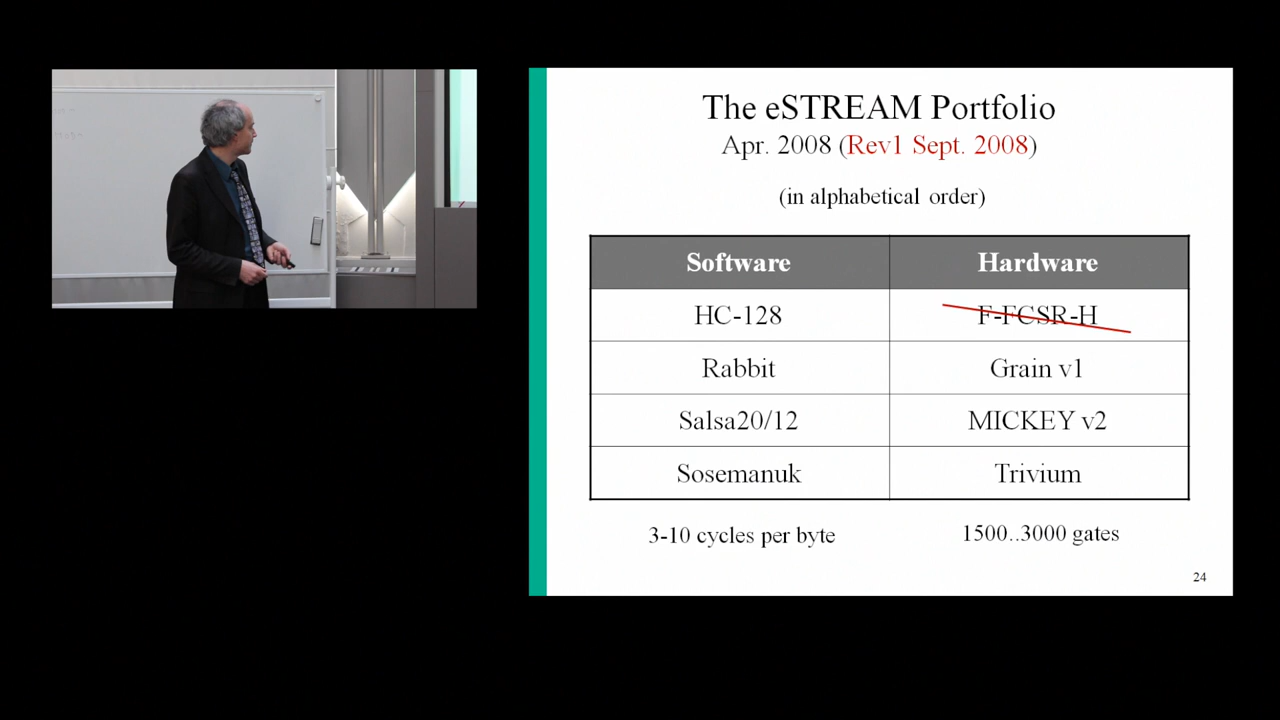 The eSTREAM Portfolio
Apr. 2008 (Rev1 Sept. 2008)
(in alphabetical order)
Software Hardware
HC-128 F-FCSR-H
Rabbit Grain v1
Salsa20/12 MICKEY v2
Sosemanuk Trivium
3-10 cycles per byte 1500..3000 gates
24